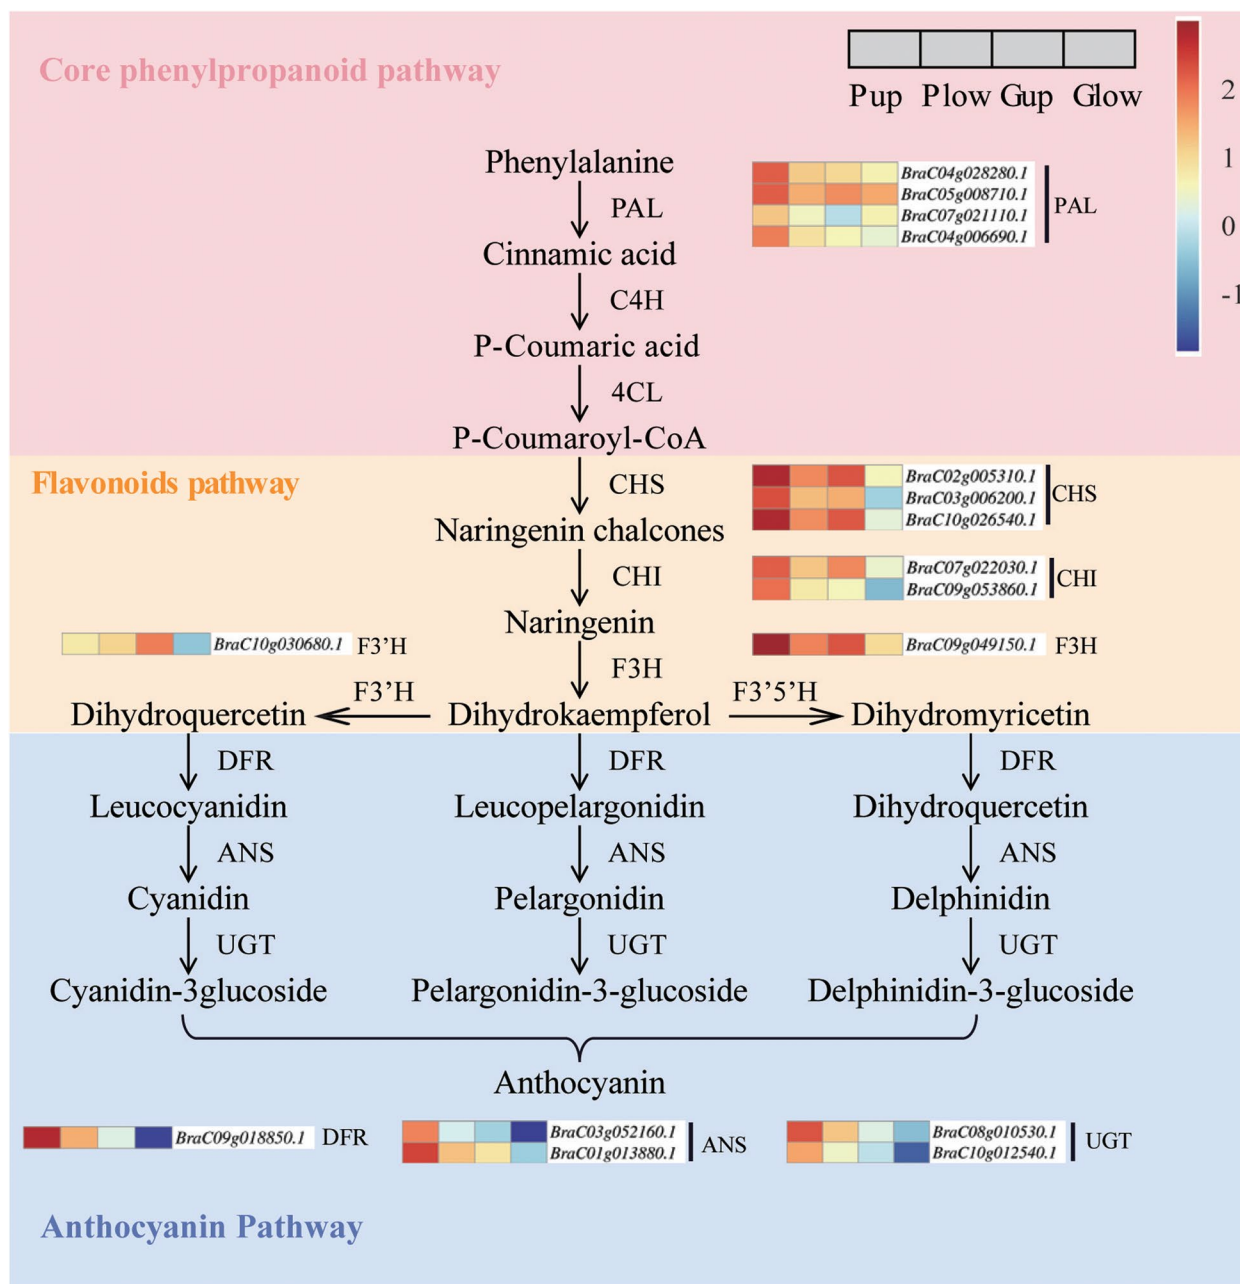 Core phenylpropanoid pathway
Pup Plow Gup Glow
2
1
0
-1
Phenylalanine
PAL
Cinnamic acid
C4H
P-Coumaric acid
4CL
P-Coumaroyl-CoA
BraC04g028280.1
BraC05g008710.1
BraC07g021110.1
BraC04g006690.1
PAL
Flavonoids pathway
CHS
Naringenin chalcones
CHI
Naringenin
F3H
BraC02g005310.1
BraC03g006200.1
BraC10g026540.1
CHS
BraC07g022030.1
BraC09g053860.1
CHI
BraC10g030680.1 F3'H
BraC09g049150.1 F3H
F3'H F3'5'H
Dihydroquercetin Dihydrokaempferol Dihydromyricetin
DFR DFR DFR
Leucocyanidin Leucopelargonidin Dihydroquercetin
ANS ANS ANS
Cyanidin Pelargonidin Delphinidin
UGT UGT UGT
Cyanidin-3glucoside Pelargonidin-3-glucoside Delphinidin-3-glucoside
Anthocyanin
BraC09g018850.1 DFR
BraC03g052160.1
BraC01g013880.1
ANS
BraC08g010530.1
BraC10g012540.1
UGT
Anthocyanin Pathway